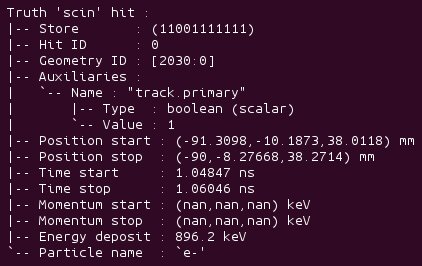 Truth 'scin' hit :
|-- Store       : (11001111111)
|-- Hit ID      : 0
|-- Geometry ID : [2030:0]
|-- Auxiliaries :
|   `-- Name : "track.primary"
|       |-- Type  : boolean (scalar)
|       `-- Value : 1
|-- Position start : (-91.3098,-10.1873,38.0118) mm
|-- Position stop  : (-90,-8.27668,38.2714) mm
|-- Time start     : 1.04847 ns
|-- Time stop      : 1.06046 ns
|-- Momentum start : (nan,nan,nan) keV
|-- Momentum stop  : (nan,nan,nan) keV
|-- Energy deposit : 896.2 keV
`-- Particle name  : `e-'